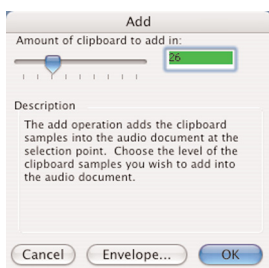 Add
Amount of clipboard to add in:
26
Description
The add operation adds the clipboard
samples into the audio document at the
selection point. Choose the level of the
clipboard samples you wish to add into
the audio document.
Cancel Envelope... OK